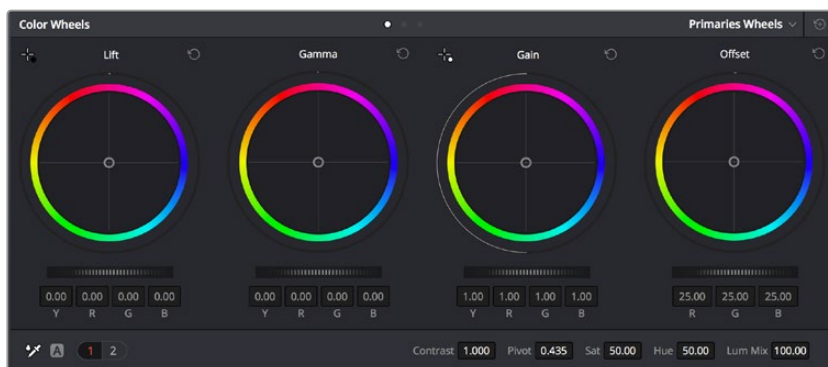 Color Wheels Primaries Wheels
Lift Gamma Gain Offset
0.00 0.00 0.00 0.00 0.00 0.00 0.00 0.00 1.00 1.00 1.00 1.00 25.00 25.00 25.00
Y R G B Y R G B Y R G B R G B
A 1 2 Contrast 1.000 Pivot 0.435 Sat 50.00 Hue 50.00 Lum Mix 100.00